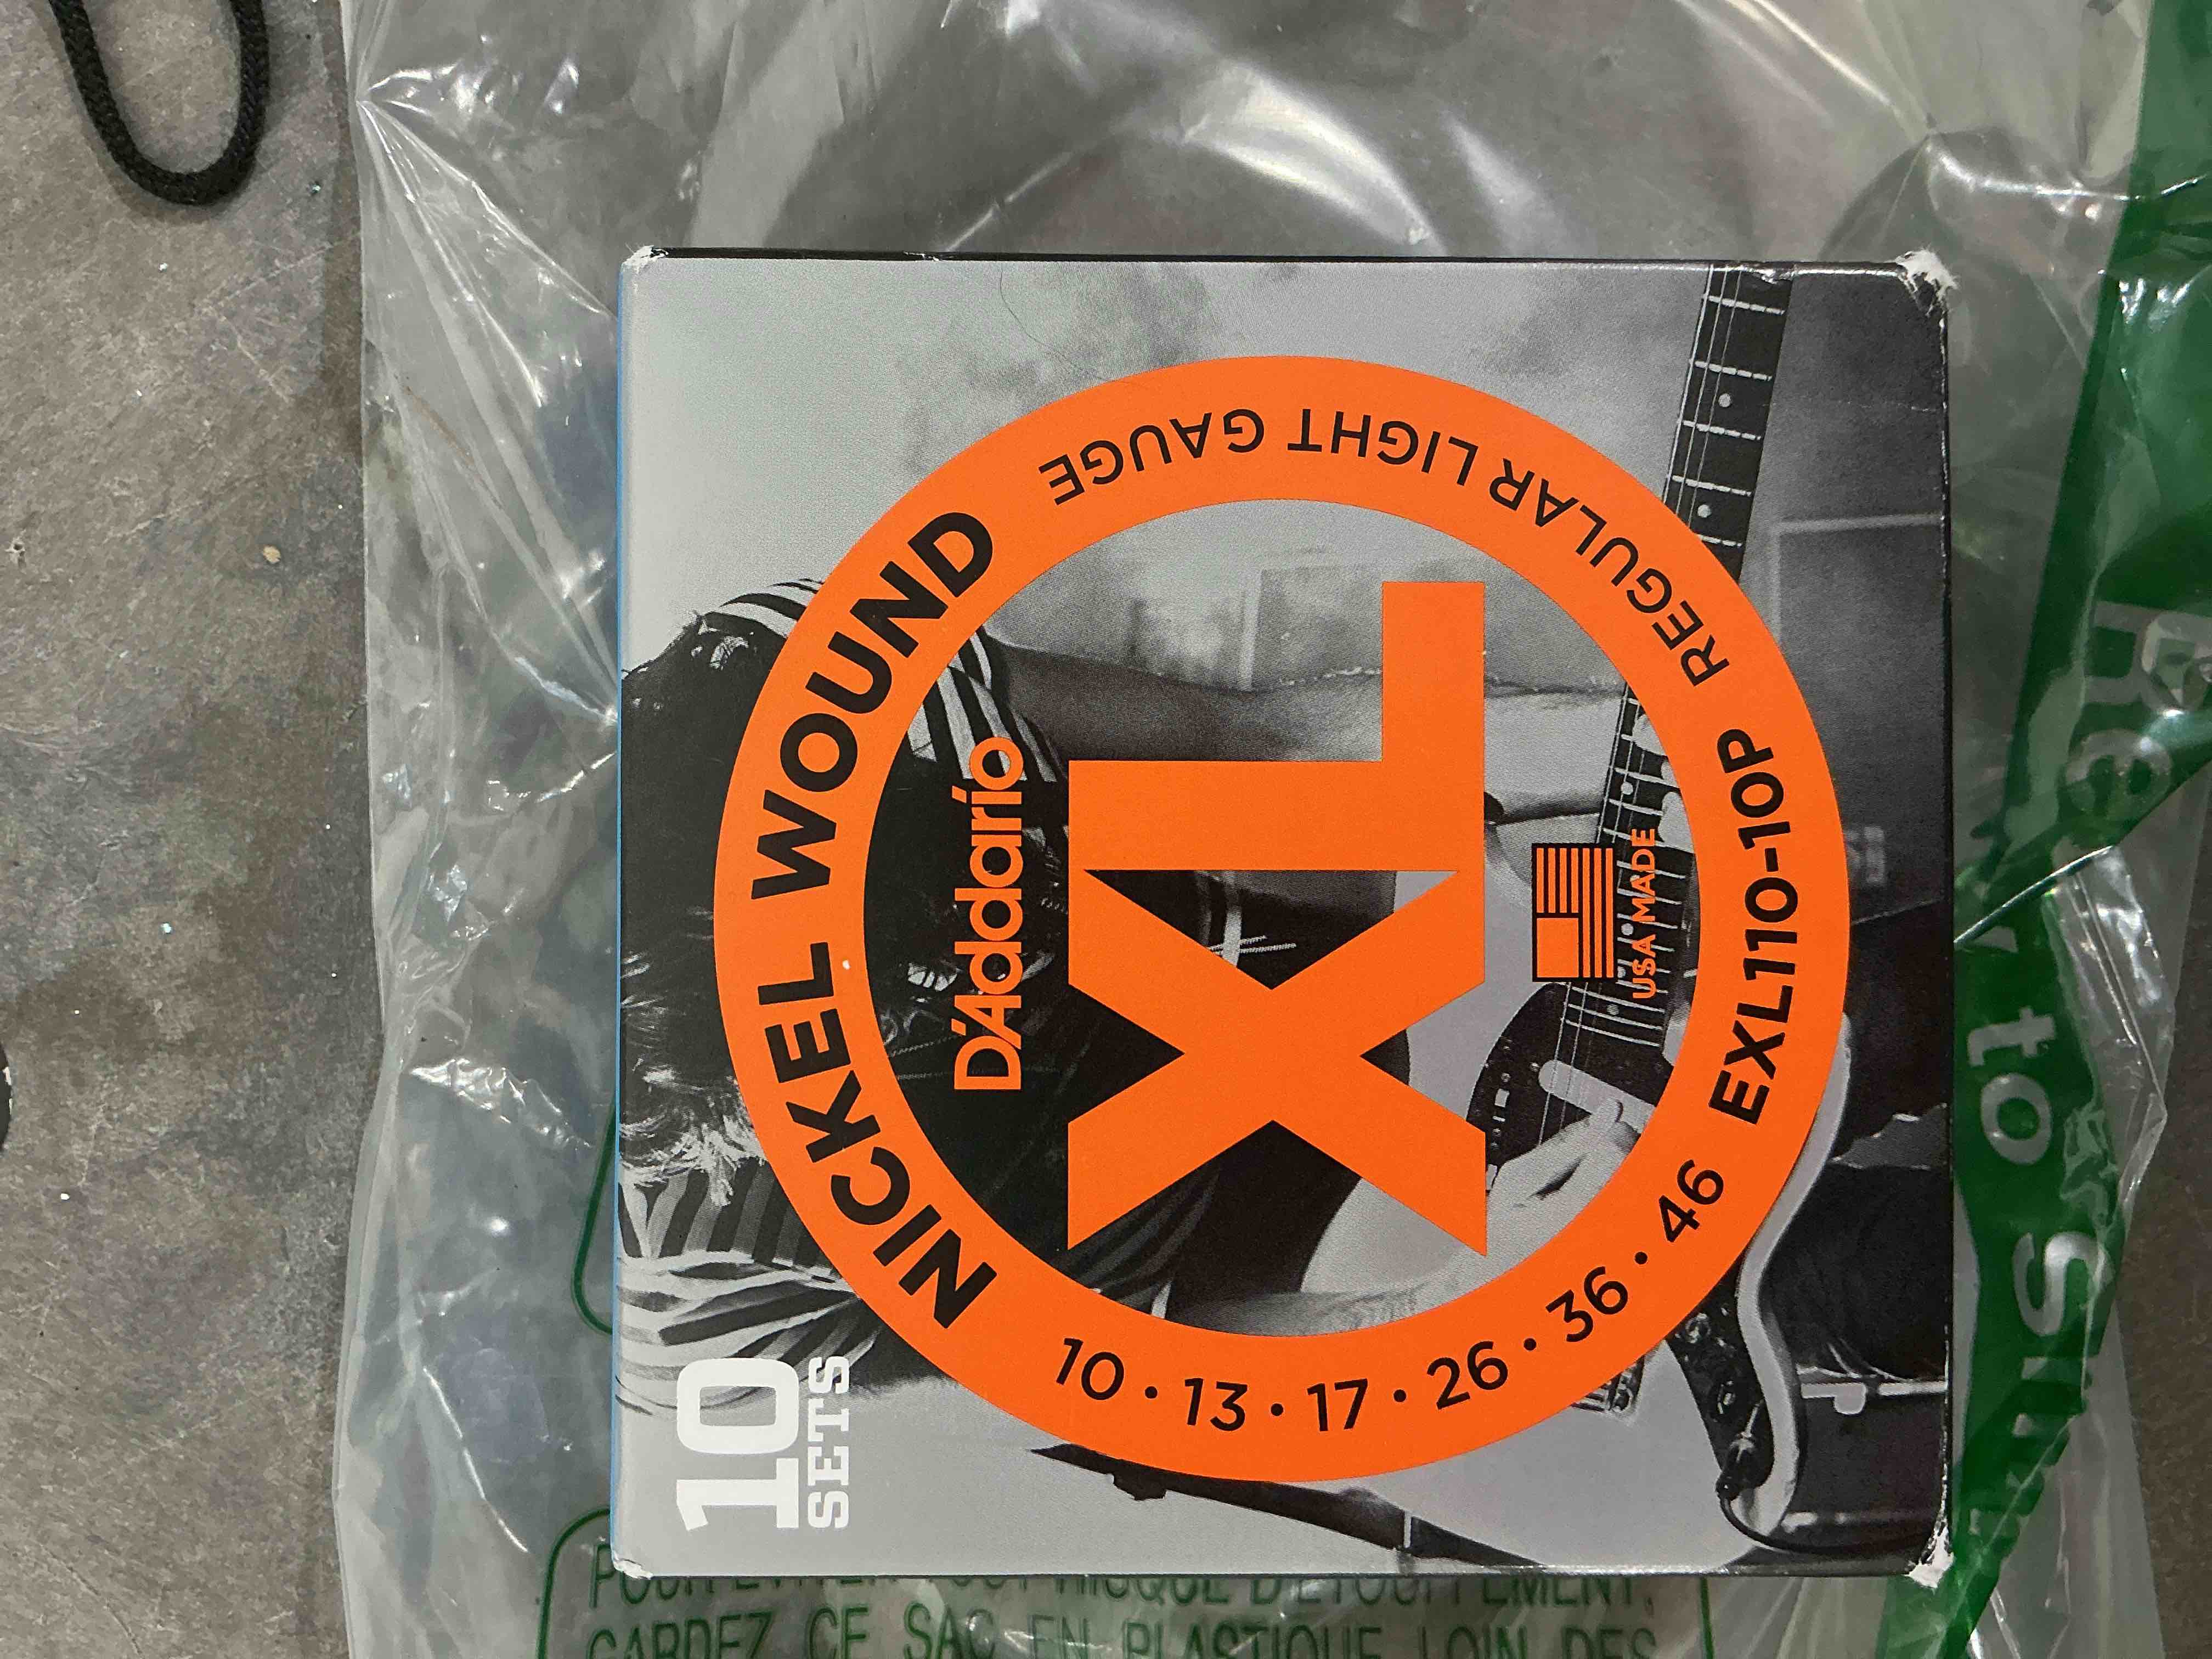 10
SETS
NICKEL WOUND
D'Addario
XL
USA MADE
10 · 13 · 17 · 26 · 36 · 46
EXL110-10P
REGULAR LIGHT GAUGE
to
GARDEZ CE SAC EN PLASTIQUE LOIN DES